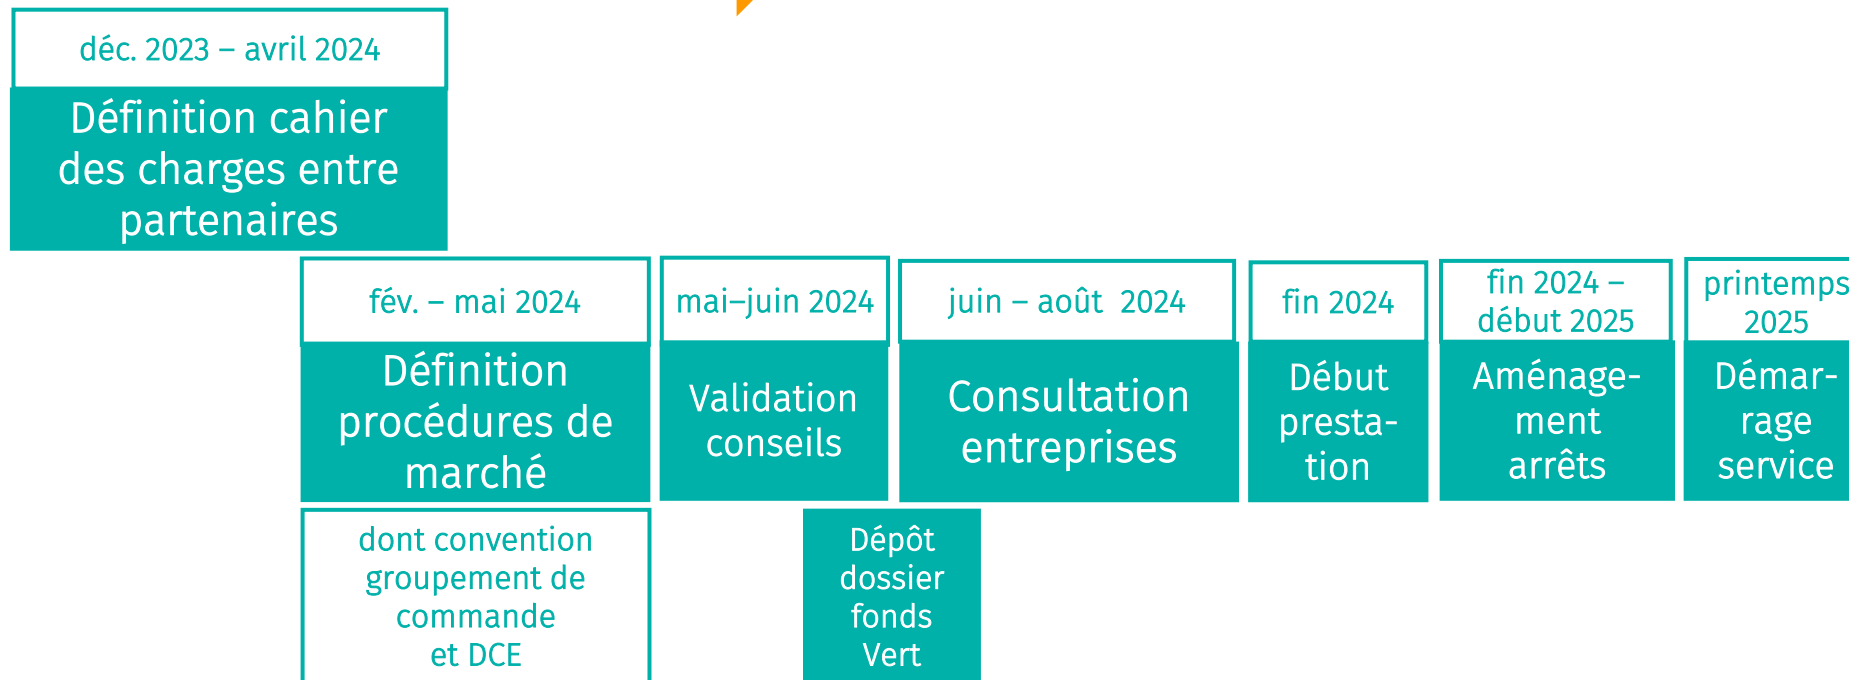 déc. 2023 – avril 2024
Définition cahier
des charges entre
partenaires
fév. – mai 2024
Définition
procédures de
marché
dont convention
groupement de
commande
et DCE
mai–juin 2024
Validation
conseils
Dépôt
dossier
fonds
Vert
juin – août 2024
Consultation
entreprises
fin 2024
Début
presta-
tion
fin 2024 –
début 2025
Aménage-
ment
arrêts
printemps
2025
Démar-
rage
service